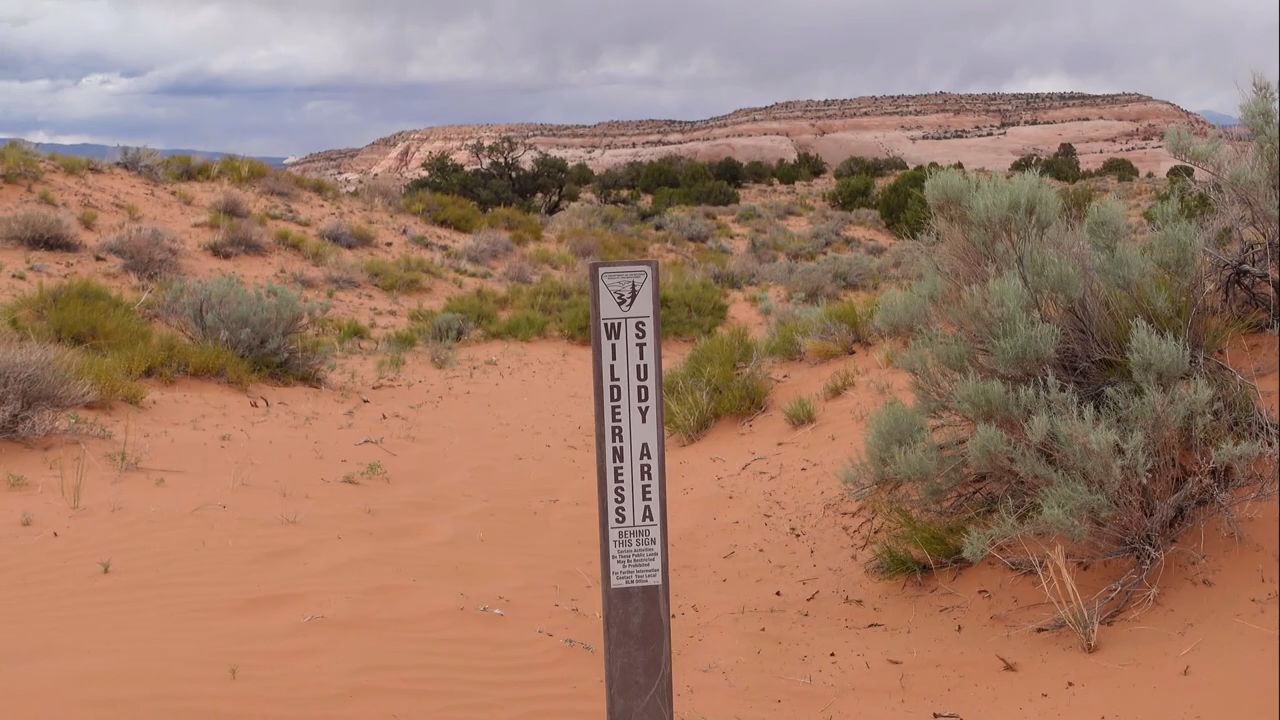 WILDERNESS
STUDY AREA
BEHIND
THIS SIGN
Certain Activities
On These Public Lands
May Be Restricted
Or Prohibited
For Further Information
Contact Your Local
BLM Office